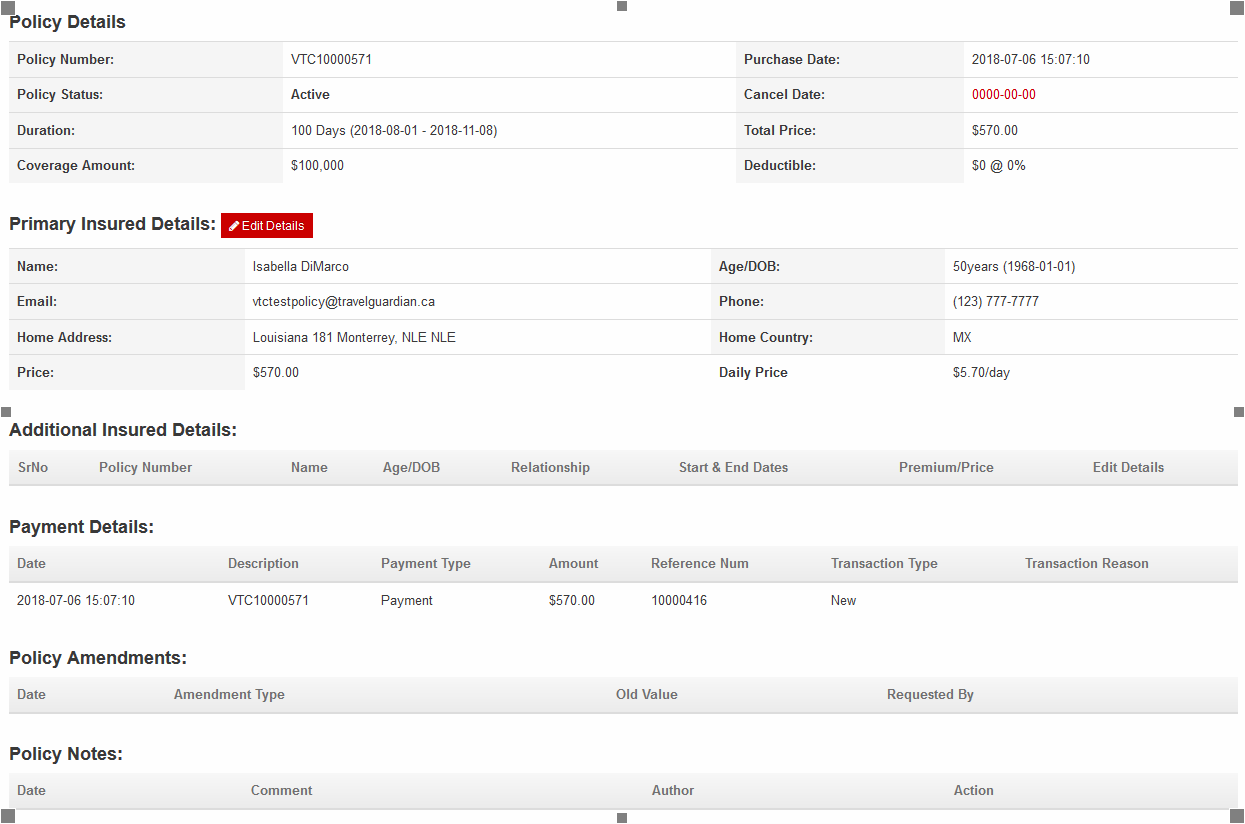 Policy Details
Policy Number: VTC10000571 Purchase Date: 2018-07-06 15:07:10
Policy Status: Active Cancel Date: 0000-00-00
Duration: 100 Days (2018-08-01 - 2018-11-08) Total Price: $570.00
Coverage Amount: $100,000 Deductible: $0 @ 0%
Primary Insured Details: Edit Details
Name: Isabella DiMarco Age/DOB: 50years (1968-01-01)
Email: vtctestpolicy@travelguardian.ca Phone: (123) 777-7777
Home Address: Louisiana 181 Monterrey, NLE NLE Home Country: MX
Price: $570.00 Daily Price $5.70/day
Additional Insured Details:
SrNo Policy Number Name Age/DOB Relationship Start & End Dates Premium/Price Edit Details
Payment Details:
Date Description Payment Type Amount Reference Num Transaction Type Transaction Reason
2018-07-06 15:07:10 VTC10000571 Payment $570.00 10000416 New
Policy Amendments:
Date Amendment Type Old Value Requested By
Policy Notes:
Date Comment Author Action